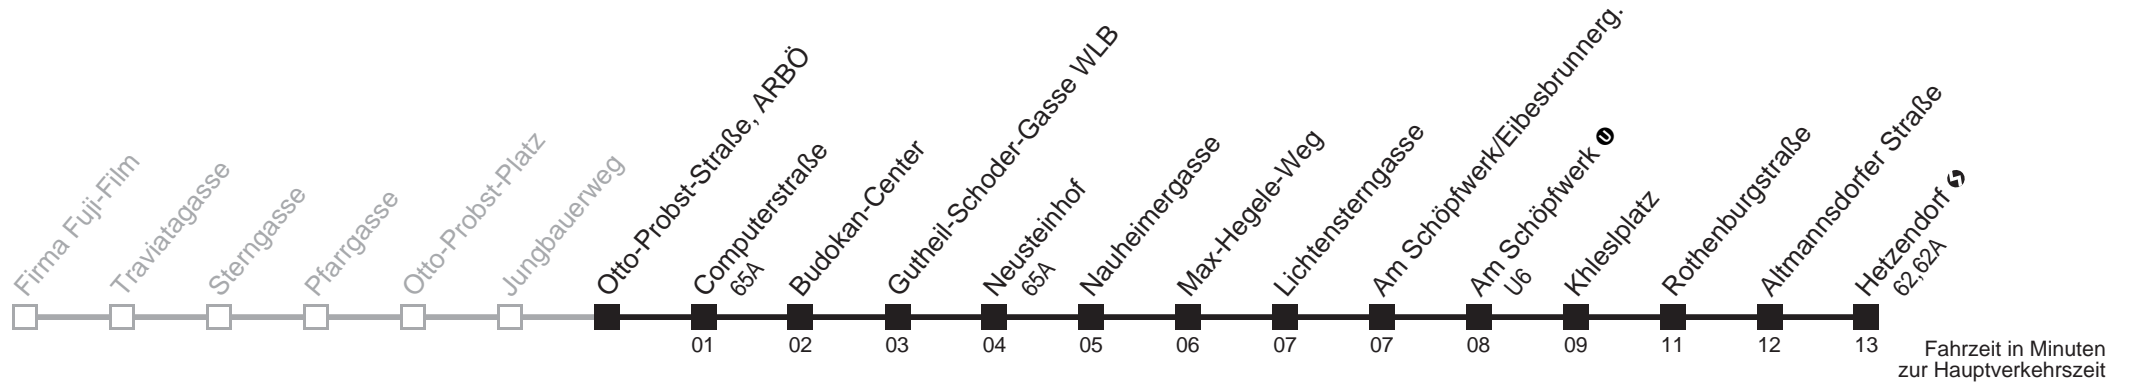 Firma Fuji-Film
Traviatagasse
Sterngasse
Pfarrgasse
Otto-Probst-Platz
Jungbauerweg
Otto-Probst-Straße, ARBÖ
Computerstraße
65A
Budokan-Center
Gutheil-Schoder-Gasse WLB
Neusteinhof
65A
Nauheimergasse
Max-Hegele-Weg
Lichtensterngasse
Am Schöpfwerk/Eibesbrunnerg.
Am Schöpfwerk U
U6
Khleslplatz
Rothenburgstraße
Altmannsdorfer Straße
Hetzendorf
62,62A
01 02 03 04 05 06 07 07 08 09 11 12 13
Fahrzeit in Minuten
zur Hauptverkehrszeit